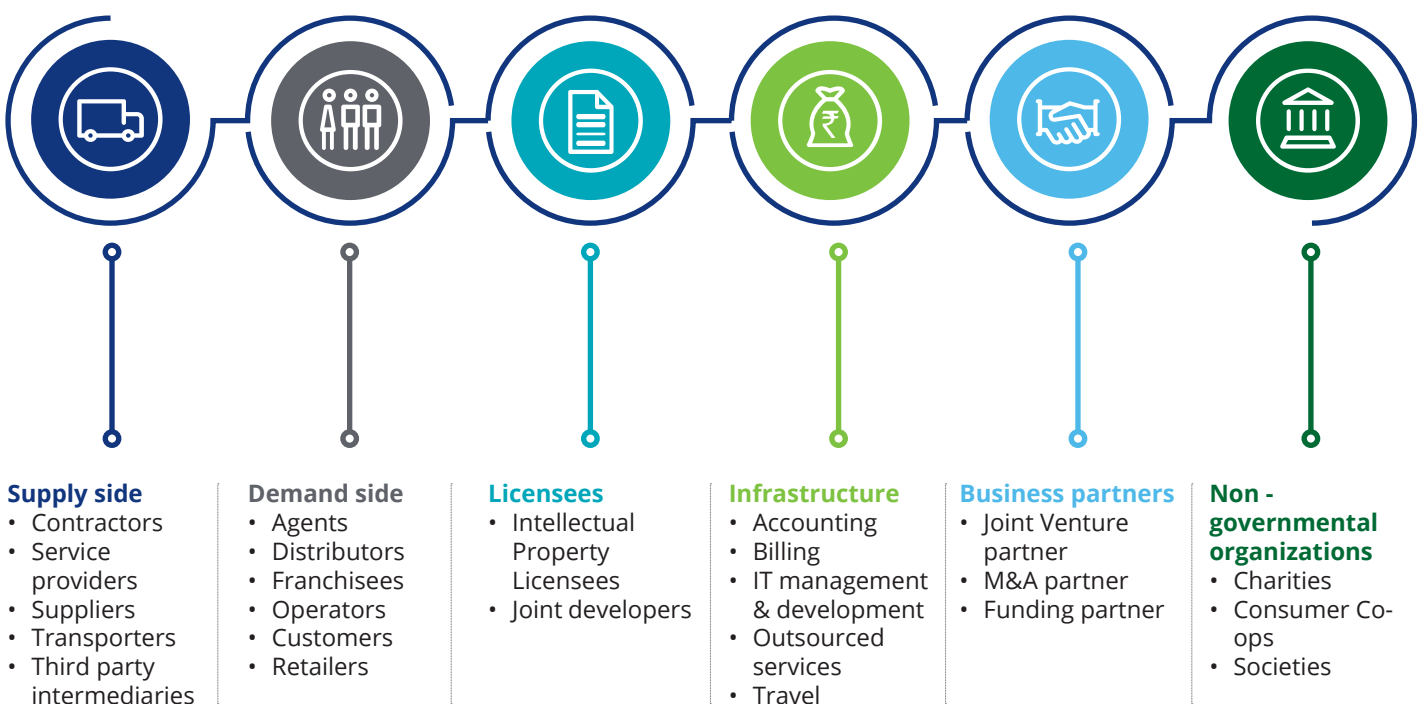 ₹
Supply side
• Contractors
• Service
providers
• Suppliers
• Transporters
• Third party
intermediaries
Demand side
• Agents
• Distributors
• Franchisees
• Operators
• Customers
• Retailers
Licensees
• Intellectual
Property
Licensees
• Joint developers
Infrastructure
• Accounting
• Billing
• IT management
& development
• Outsourced
services
• Travel
Business partners
• Joint Venture
partner
• M&A partner
• Funding partner
Non -
governmental
organizations
• Charities
• Consumer Co-
ops
• Societies